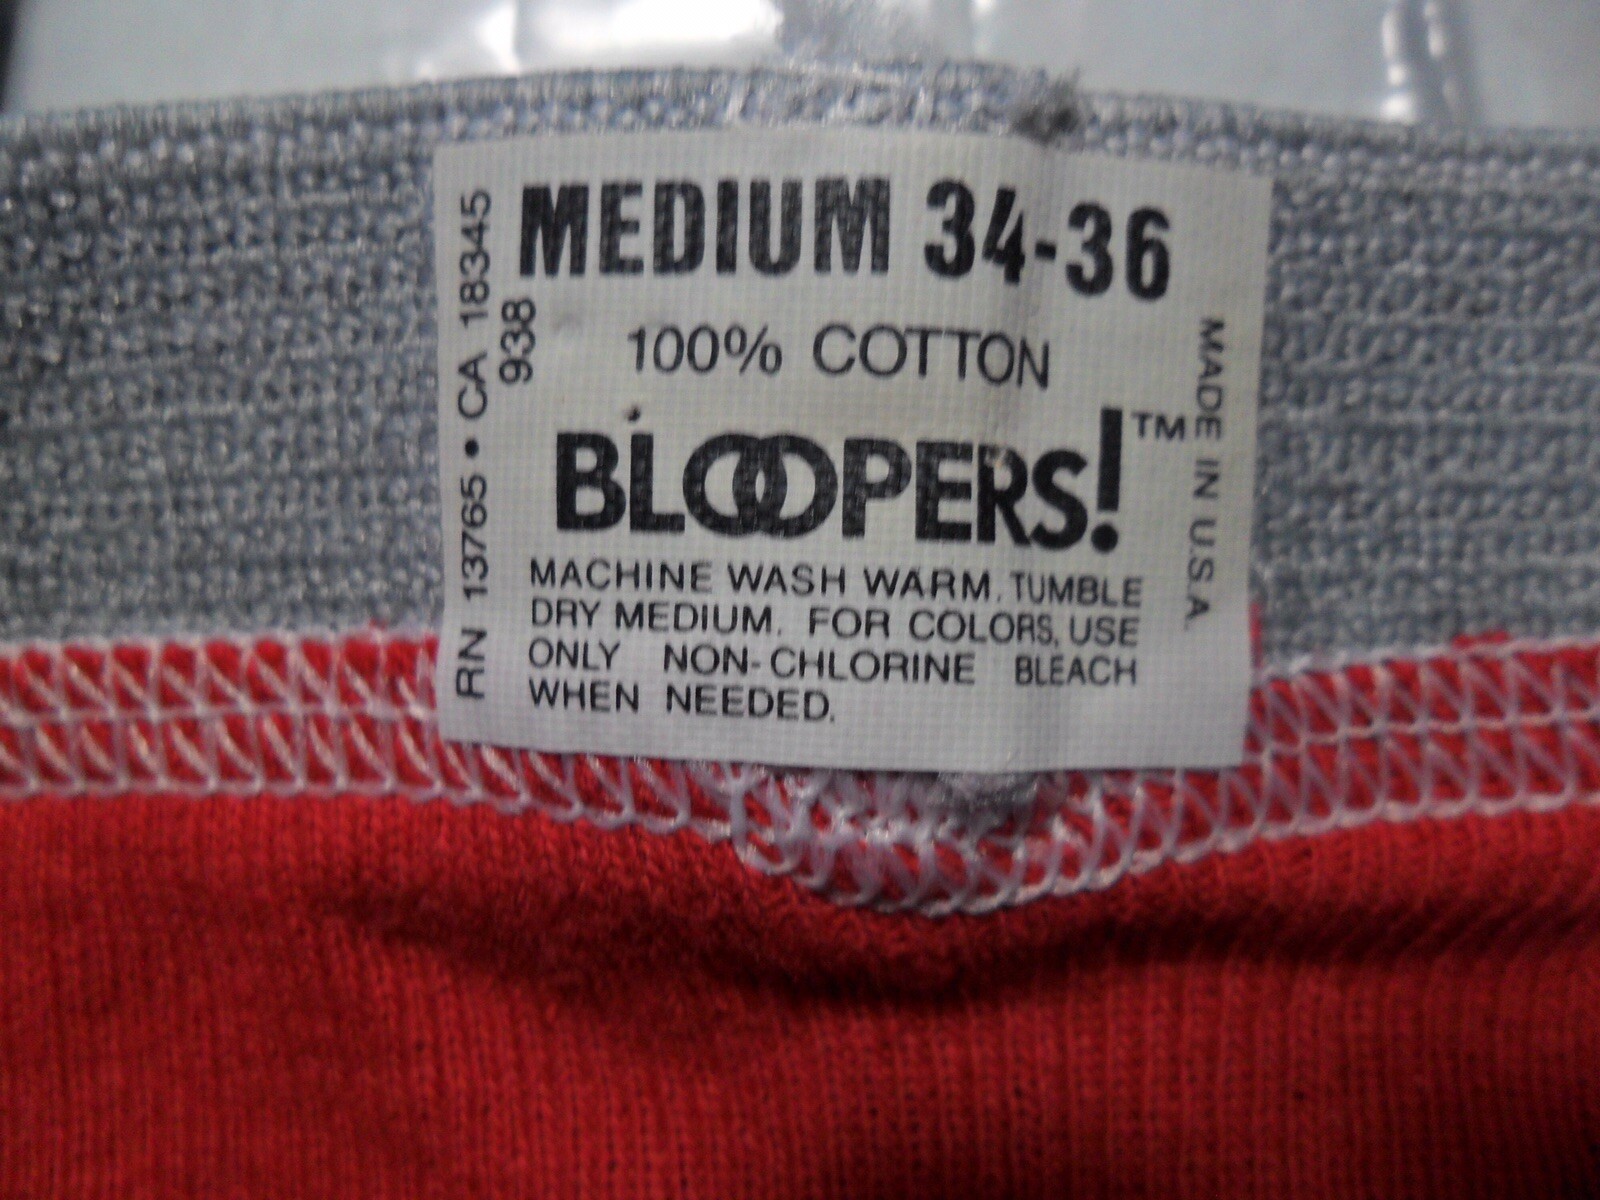 MEDIUM 34-36
100% COTTON
BLOOPERS!™
MACHINE WASH WARM. TUMBLE
DRY MEDIUM. FOR COLORS, USE
ONLY NON-CHLORINE BLEACH
WHEN NEEDED.
RN 13765 • CA 18345
938
MADE IN U.S.A.